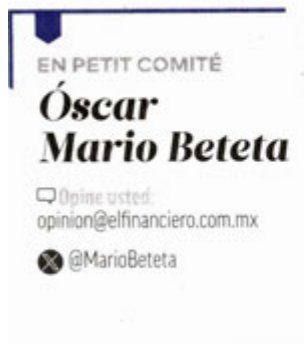 EN PETIT COMITÉ
Óscar
Mario Beteta
Opine usted:
opinion@elfinanciero.com.mx
@MarioBeteta